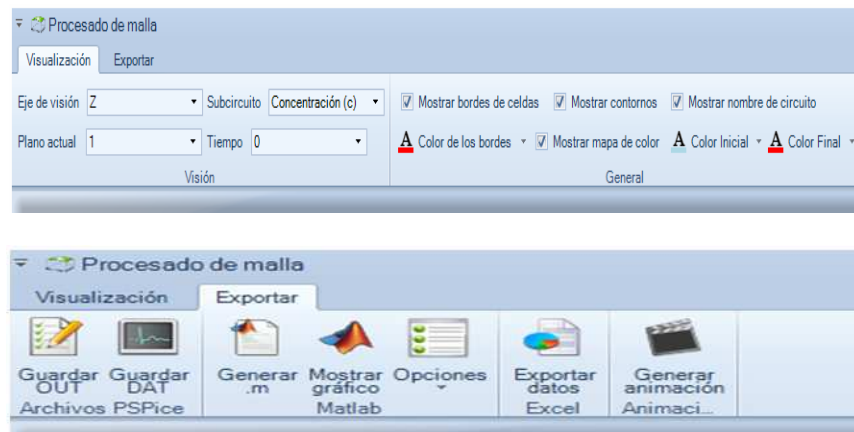 Procesado de malla
Visualización Exportar
Eje de visión Z Subcircuito Concentración (c) Mostrar bordes de celdas Mostrar contornos Mostrar nombre de circuito
Plano actual 1 Tiempo 0 A Color de los bordes Mostrar mapa de color A Color Inicial A Color Final
Visión General
Procesado de malla
Visualización Exportar
Guardar Guardar Generar Mostrar Opciones Exportar Generar
OUT DAT .m gráfico datos animación
Archivos PSPice Matlab Excel Animaci...